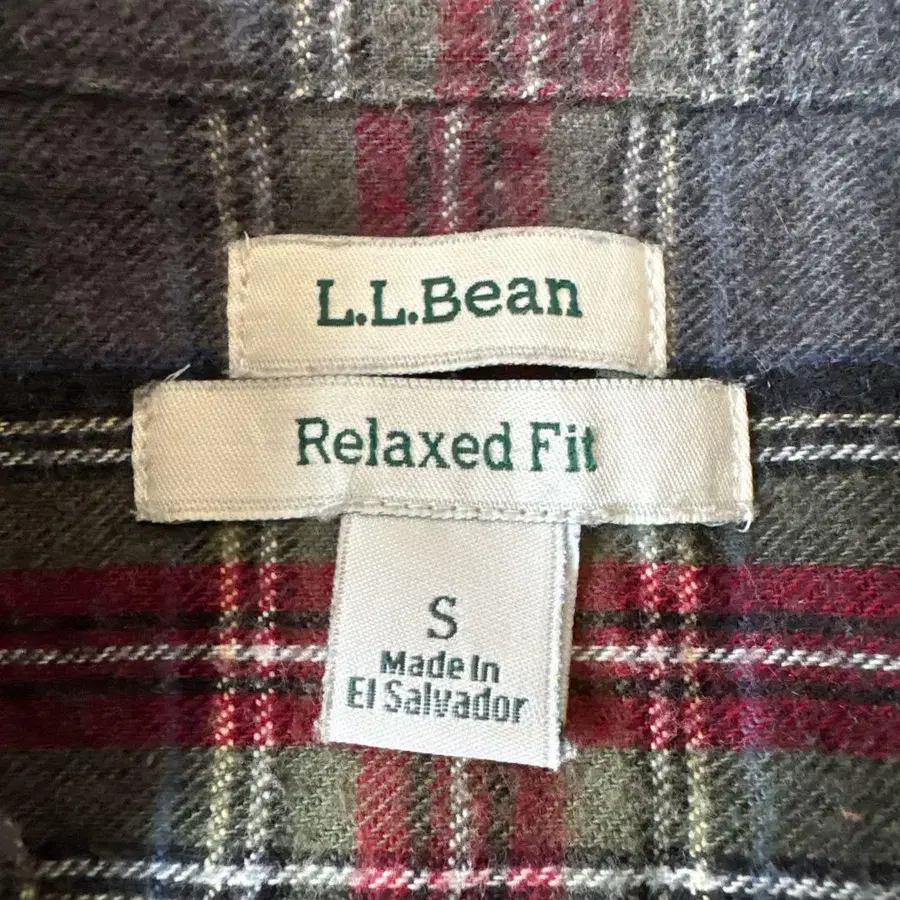 L.L.Bean
Relaxed Fit
S
Made In
El Salvador